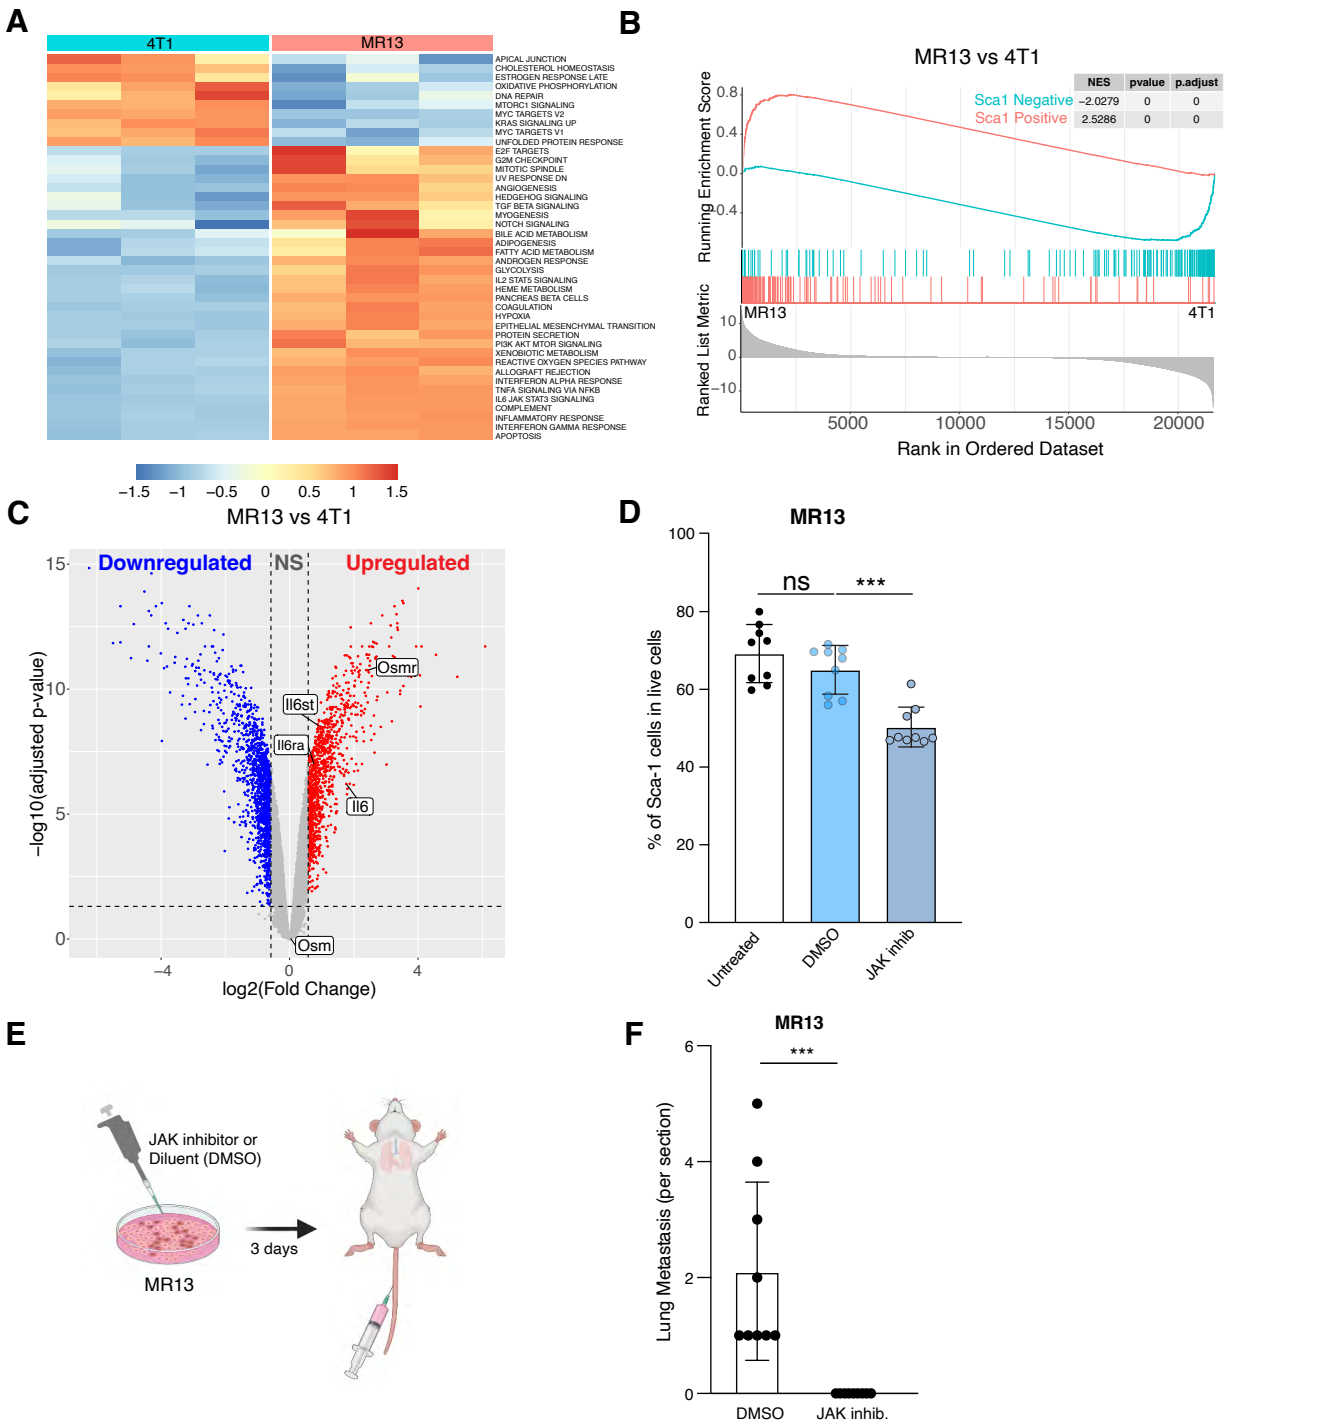 A
4T1
MR13
APICAL JUNCTION
CHOLESTEROL HOMEOSTASIS
ESTROGEN RESPONSE LATE
OXIDATIVE PHOSPHORYLATION
DNA REPAIR
MTORC1 SIGNALING
MYC TARGETS V2
KRAS SIGNALING UP
MYC TARGETS V1
UNFOLDED PROTEIN RESPONSE
E2F TARGETS
G2M CHECKPOINT
MITOTIC SPINDLE
UV RESPONSE DN
ANGIOGENESIS
HEDGEHOG SIGNALING
TGF BETA SIGNALING
MYOGENESIS
NOTCH SIGNALING
BILE ACID METABOLISM
ADIPOGENESIS
FATTY ACID METABOLISM
ANDROGEN RESPONSE
GLYCOLYSIS
IL2 STAT5 SIGNALING
HEME METABOLISM
PANCREAS BETA CELLS
COAGULATION
HYPOXIA
EPITHELIAL MESENCHYMAL TRANSITION
PROTEIN SECRETION
PI3K AKT MTOR SIGNALING
XENOBIOTIC METABOLISM
REACTIVE OXYGEN SPECIES PATHWAY
ALLOGRAFT REJECTION
INTERFERON ALPHA RESPONSE
TNFA SIGNALING VIA NFKB
IL6 JAK STAT3 SIGNALING
COMPLEMENT
INFLAMMATORY RESPONSE
INTERFERON GAMMA RESPONSE
APOPTOSIS
−1.5 −1 −0.5 0 0.5 1 1.5
B
MR13 vs 4T1
NES pvalue p.adjust
Sca1 Negative −2.0279 0 0
Sca1 Positive 2.5286 0 0
Running Enrichment Score
0.8
0.4
0.0
−0.4
MR13
4T1
Ranked List Metric
10
0
−10
5000 10000 15000 20000
Rank in Ordered Dataset
C
MR13 vs 4T1
Downregulated NS Upregulated
−log10(adjusted p-value)
15
10
5
0
Osmr
Il6st
Il6ra
Il6
Osm
−4 0 4
log2(Fold Change)
D
MR13
% of Sca-1 cells in live cells
100
80
60
40
20
0
ns
***
Untreated
DMSO
JAK inhib
E
JAK inhibitor or
Diluent (DMSO)
3 days
MR13
F
MR13
***
Lung Metastasis (per section)
6
4
2
0
DMSO
JAK inhib.